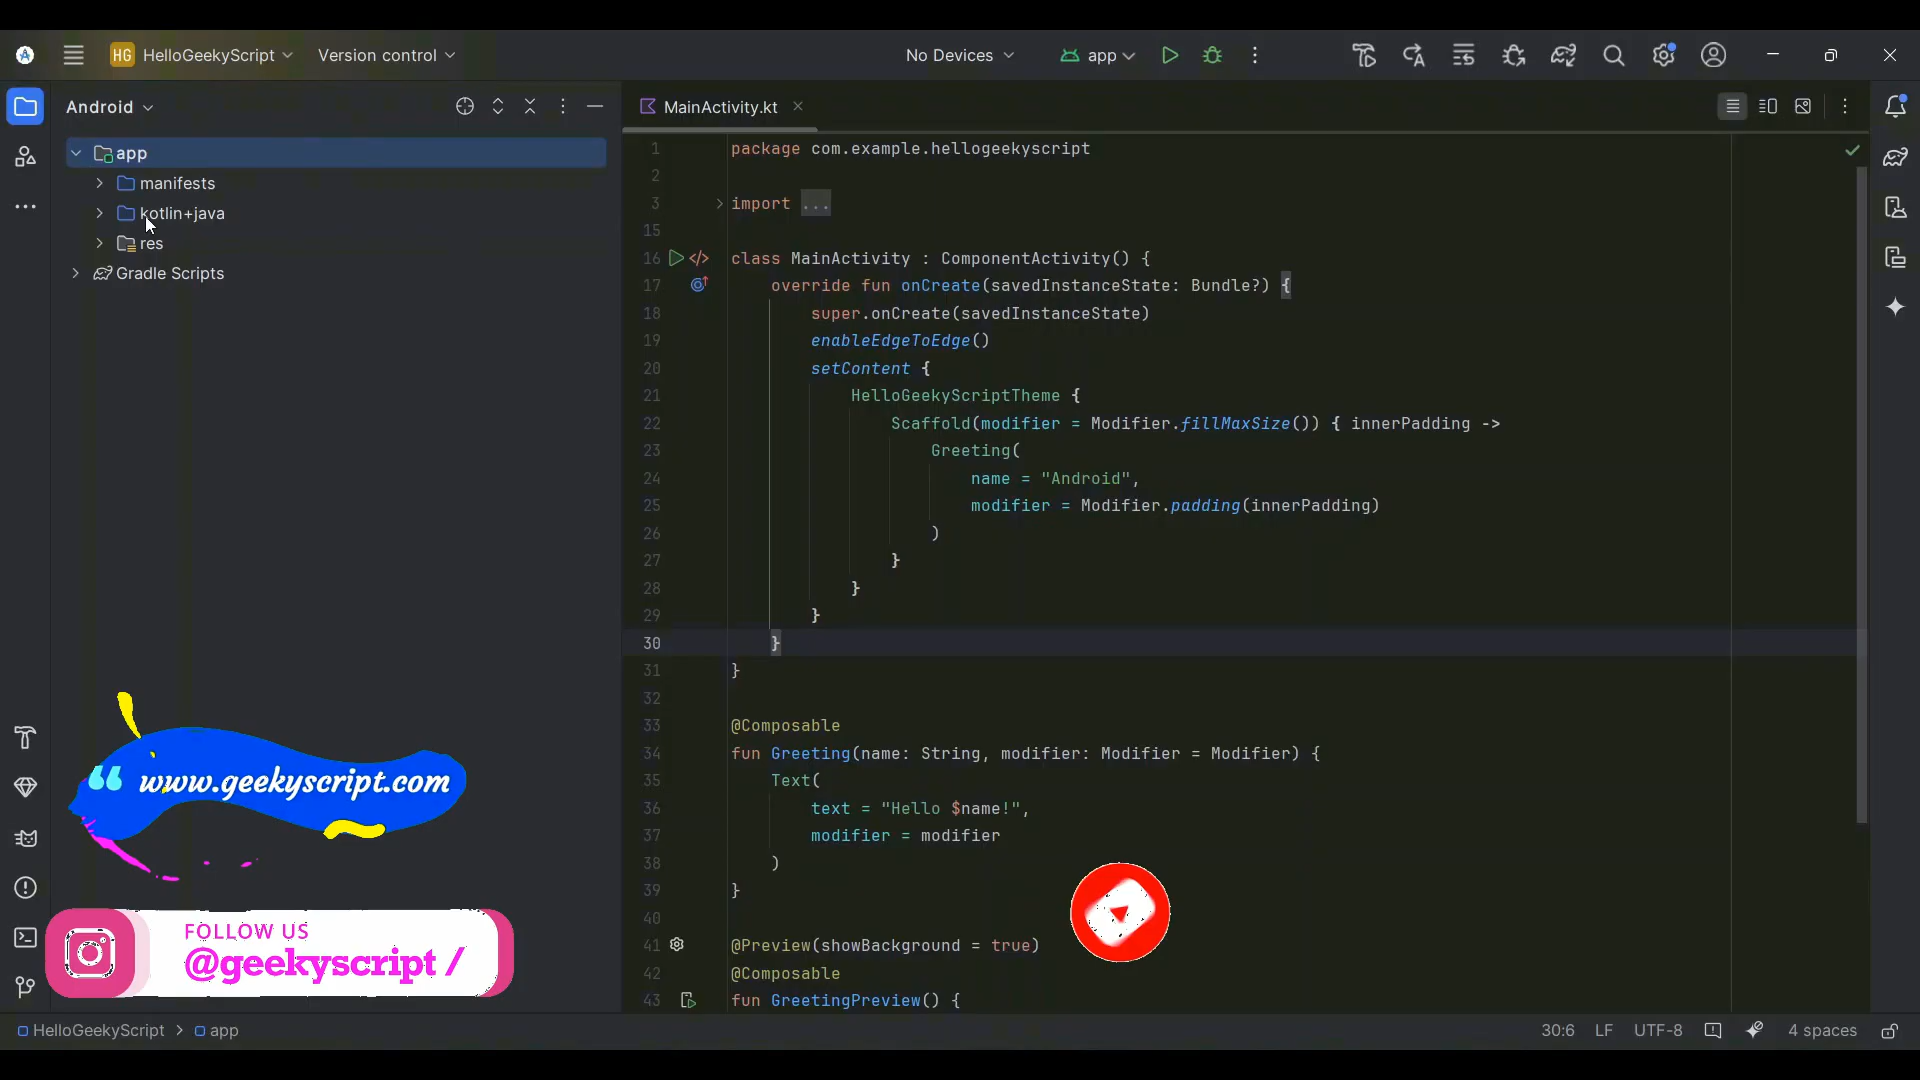 HG HelloGeekyScript Version control No Devices app
Android
MainActivity.kt
app
manifests
kotlin+java
res
Gradle Scripts
1 package com.example.hellogeekyscript
2
3 import ...
15
16 class MainActivity : ComponentActivity() {
17 override fun onCreate(savedInstanceState: Bundle?) {
18 super.onCreate(savedInstanceState)
19 enableEdgeToEdge()
20 setContent {
21 HelloGeekyScriptTheme {
22 Scaffold(modifier = Modifier.fillMaxSize()) { innerPadding ->
23 Greeting(
24 name = "Android",
25 modifier = Modifier.padding(innerPadding)
26 )
27 }
28 }
29 }
30 }
31 }
32
33 @Composable
34 fun Greeting(name: String, modifier: Modifier = Modifier) {
35 Text(
36 text = "Hello $name!",
37 modifier = modifier
38 )
39 }
40
41 @Preview(showBackground = true)
42 @Composable
43 fun GreetingPreview() {
www.geekyscript.com
FOLLOW US
@geekyscript /
HelloGeekyScript > app 30:6 LF UTF-8 4 spaces